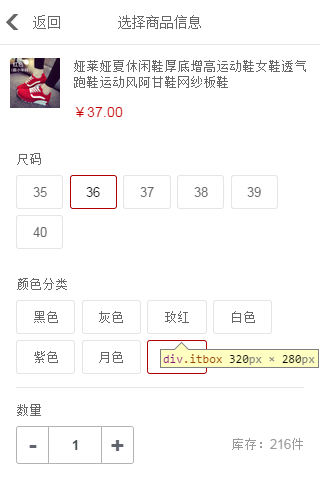 返回 选择商品信息
娅莱娅夏休闲鞋厚底增高运动鞋女鞋透气
跑鞋运动风阿甘鞋网纱板鞋
￥37.00
尺码
35 36 37 38 39
40
颜色分类
黑色 灰色 玫红 白色
紫色 月色
div.itbox 320px × 280px
数量
- 1 + 库存：216件